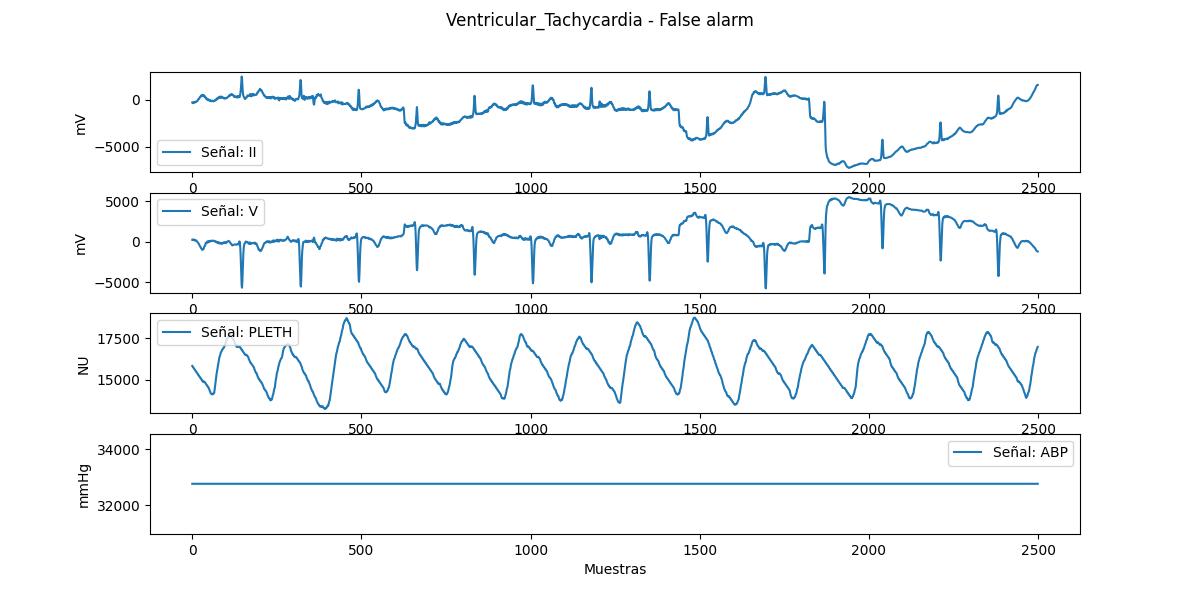 Ventricular_Tachycardia - False alarm
0
−5000
mV
Señal: II
0 500 1000 1500 2000 2500
5000
0
−5000
mV
Señal: V
0 500 1000 1500 2000 2500
17500
15000
NU
Señal: PLETH
0 500 1000 1500 2000 2500
34000
32000
mmHg
Señal: ABP
0 500 1000 1500 2000 2500
Muestras